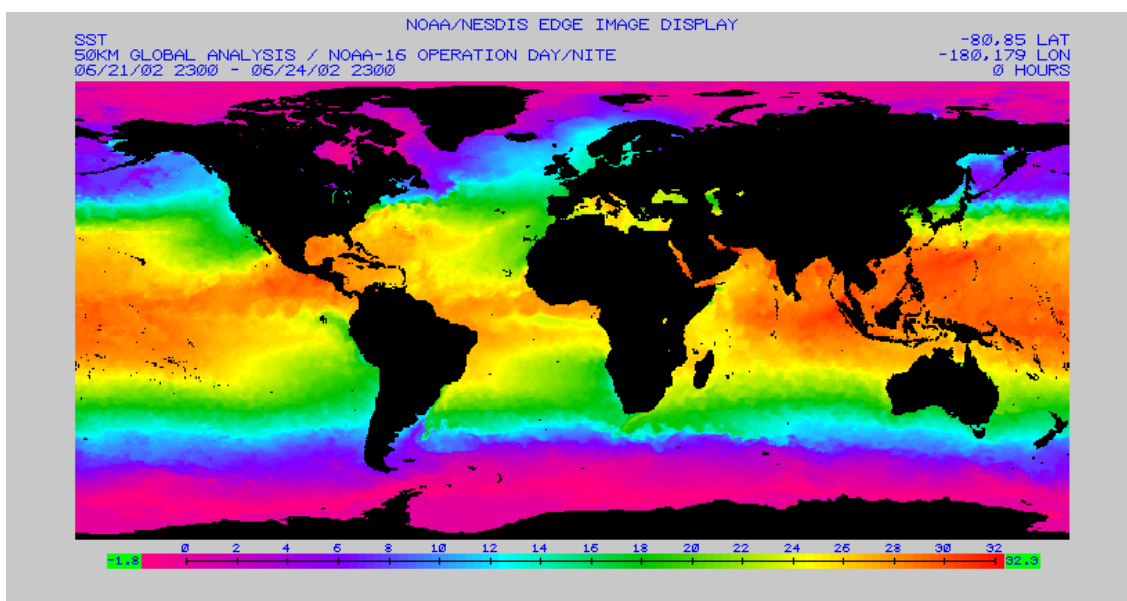 NOAA/NESDIS EDGE IMAGE DISPLAY
SST
-80,85 LAT
50KM GLOBAL ANALYSIS / NOAA-16 OPERATION DAY/NITE
-180,179 LON
06/21/02 2300 - 06/24/02 2300
0 HOURS
0 2 4 6 8 10 12 14 16 18 20 22 24 26 28 30 32
-1.8 32.3